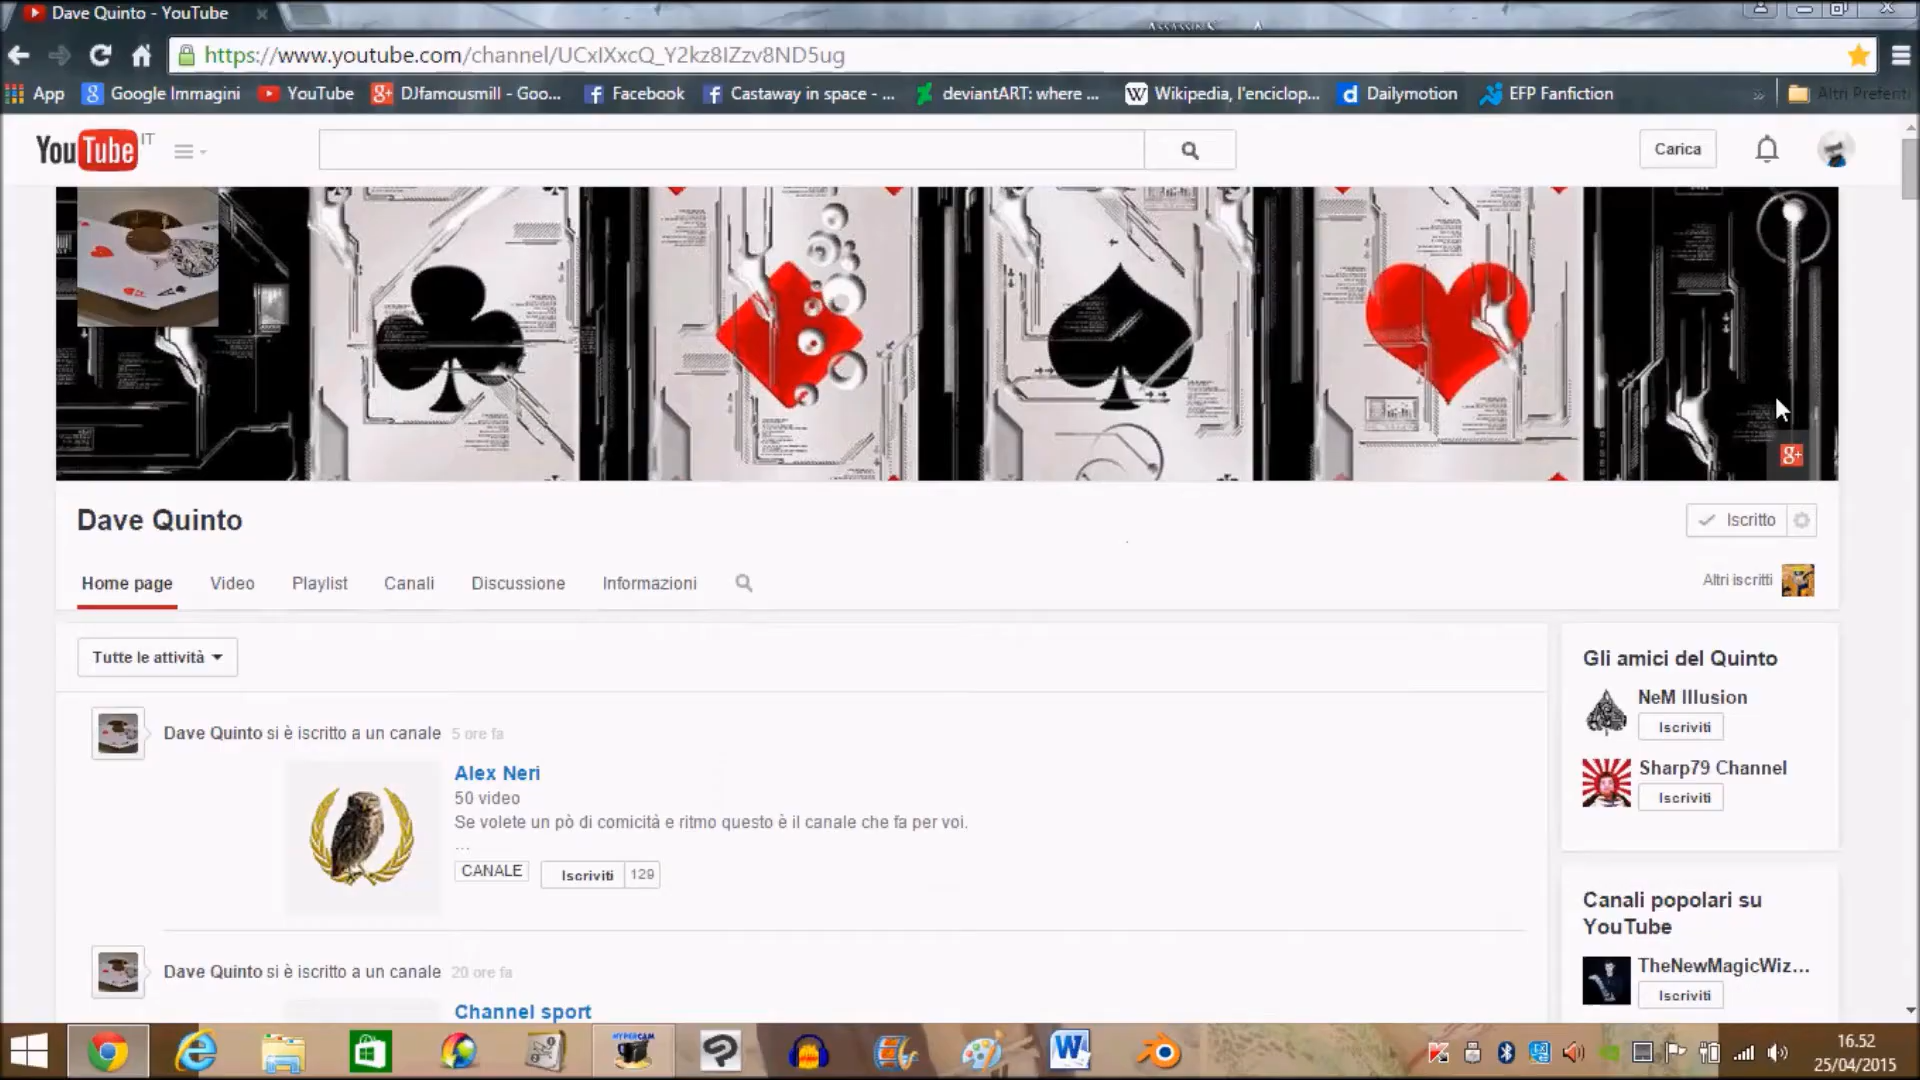 Dave Quinto - YouTube
https://www.youtube.com/channel/UCxIXxcQ_Y2kz8IZzv8ND5ug
App Google Immagini YouTube DJfamousmill - Goo... Facebook Castaway in space - ... deviantART: where ... Wikipedia, l'enciclop... Dailymotion EFP Fanfiction Altri Preferiti
YouTube IT
Carica
g+
Dave Quinto
Iscritto
Home page Video Playlist Canali Discussione Informazioni
Altri iscritti
Tutte le attività
Gli amici del Quinto
NeM Illusion
Iscriviti
Sharp79 Channel
Iscriviti
Dave Quinto si è iscritto a un canale 5 ore fa
Alex Neri
50 video
Se volete un pò di comicità e ritmo questo è il canale che fa per voi.
...
CANALE Iscriviti 129
Canali popolari su
YouTube
TheNewMagicWiz...
Iscriviti
Dave Quinto si è iscritto a un canale 20 ore fa
Channel sport
HYPERCAM
16.52
25/04/2015